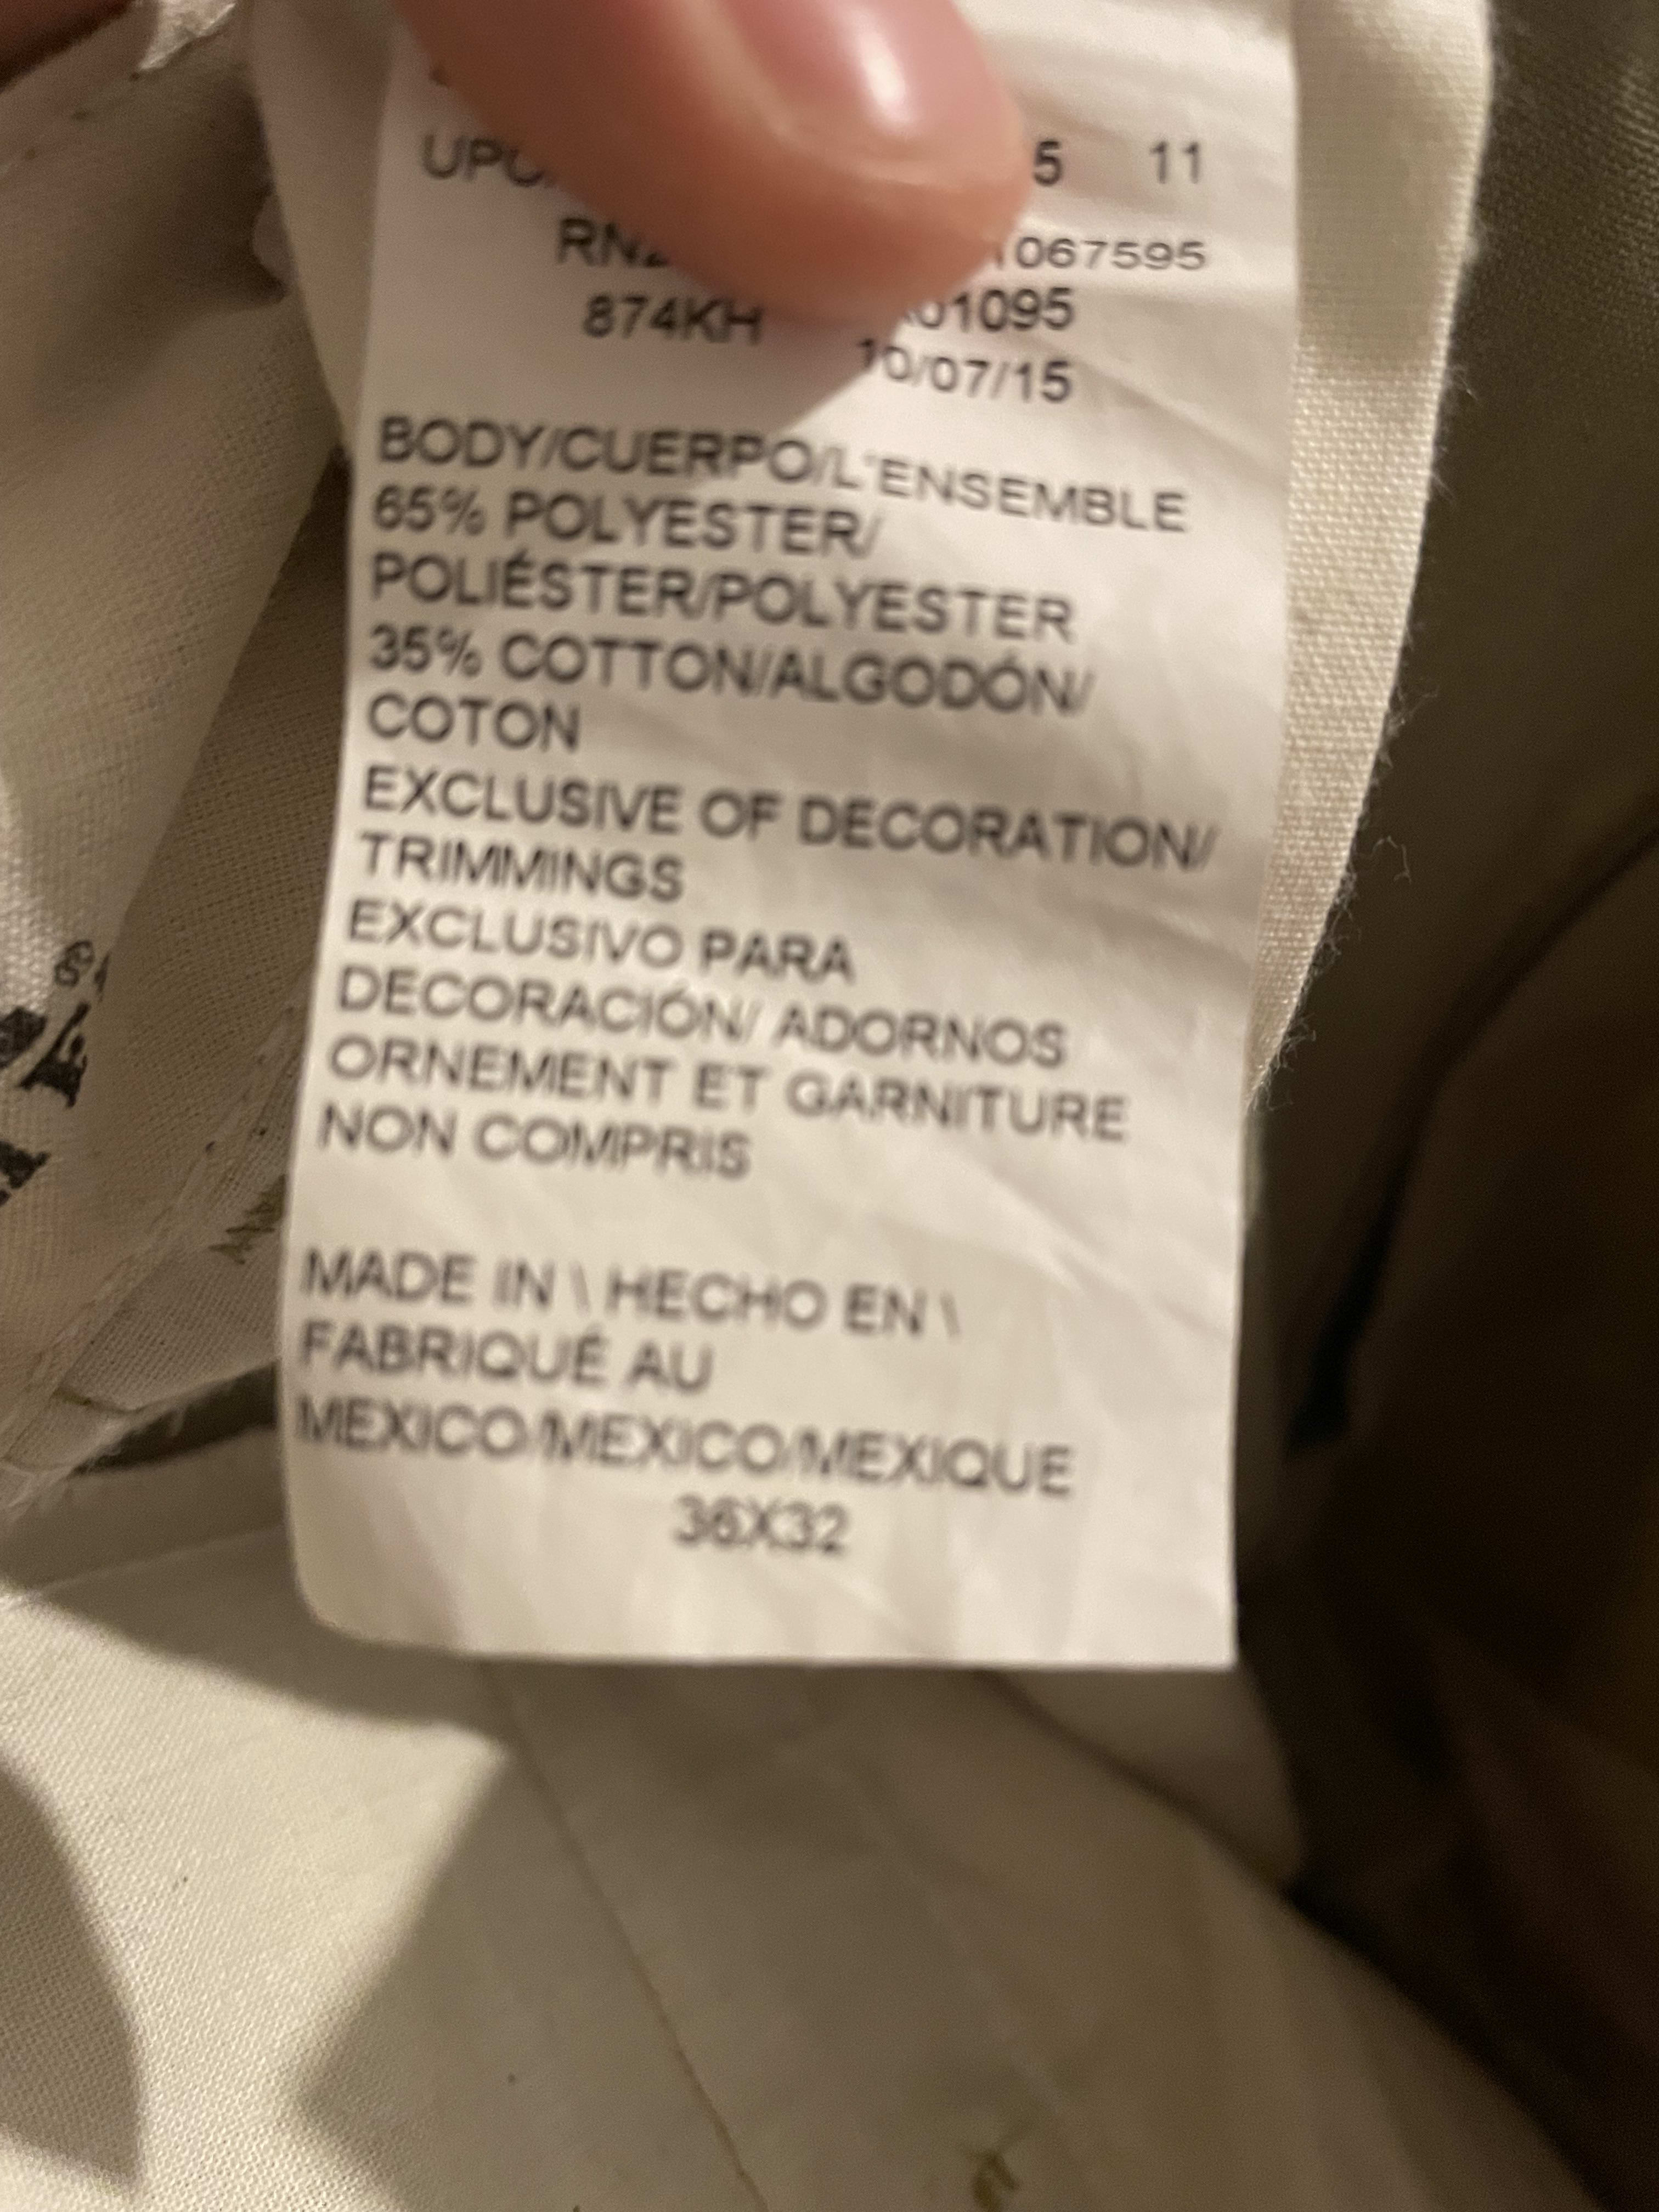 5 11
067595
874KH 01095
10/07/15
BODY/CUERPO/L'ENSEMBLE
65% POLYESTER/
POLIÉSTER/POLYESTER
35% COTTON/ALGODÓN/
COTON
EXCLUSIVE OF DECORATION/
TRIMMINGS
EXCLUSIVO PARA
DECORACIÓN/ ADORNOS
ORNEMENT ET GARNITURE
NON COMPRIS
MADE IN \ HECHO EN \
FABRIQUÉ AU
MEXICO/MEXICO/MEXIQUE
36X32